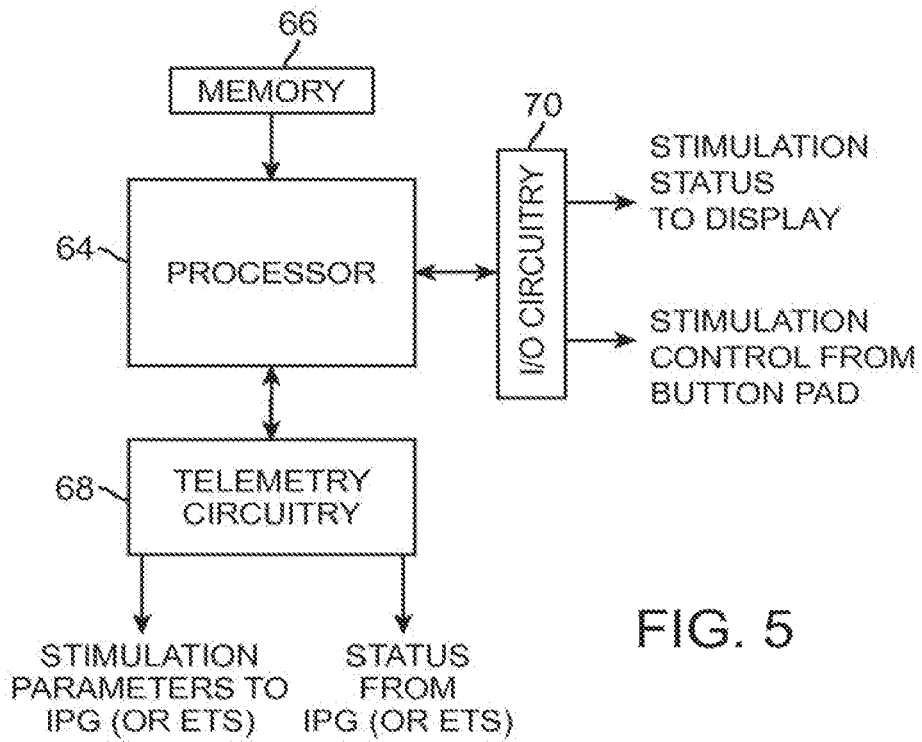 66
MEMORY
70
STIMULATION
STATUS
TO DISPLAY
64
PROCESSOR
I/O CIRCUITRY
STIMULATION
CONTROL FROM
BUTTON PAD
68
TELEMETRY
CIRCUITRY
STIMULATION
PARAMETERS TO
IPG (OR ETS)
STATUS
FROM
IPG (OR ETS)
FIG. 5